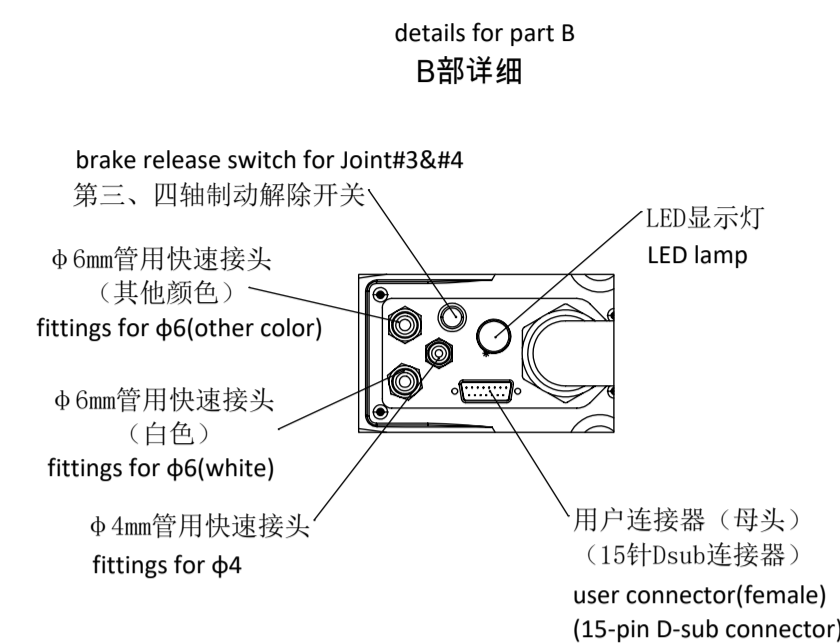 details for part B
B部详细
brake release switch for Joint#3&#4
第三、四轴制动解除开关
LED显示灯
LED lamp
φ6mm管用快速接头
（其他颜色）
fittings for φ6(other color)
φ6mm管用快速接头
（白色）
fittings for φ6(white)
φ4mm管用快速接头
fittings for φ4
用户连接器（母头）
（15针Dsub连接器）
user connector(female)
(15-pin D-sub connector)